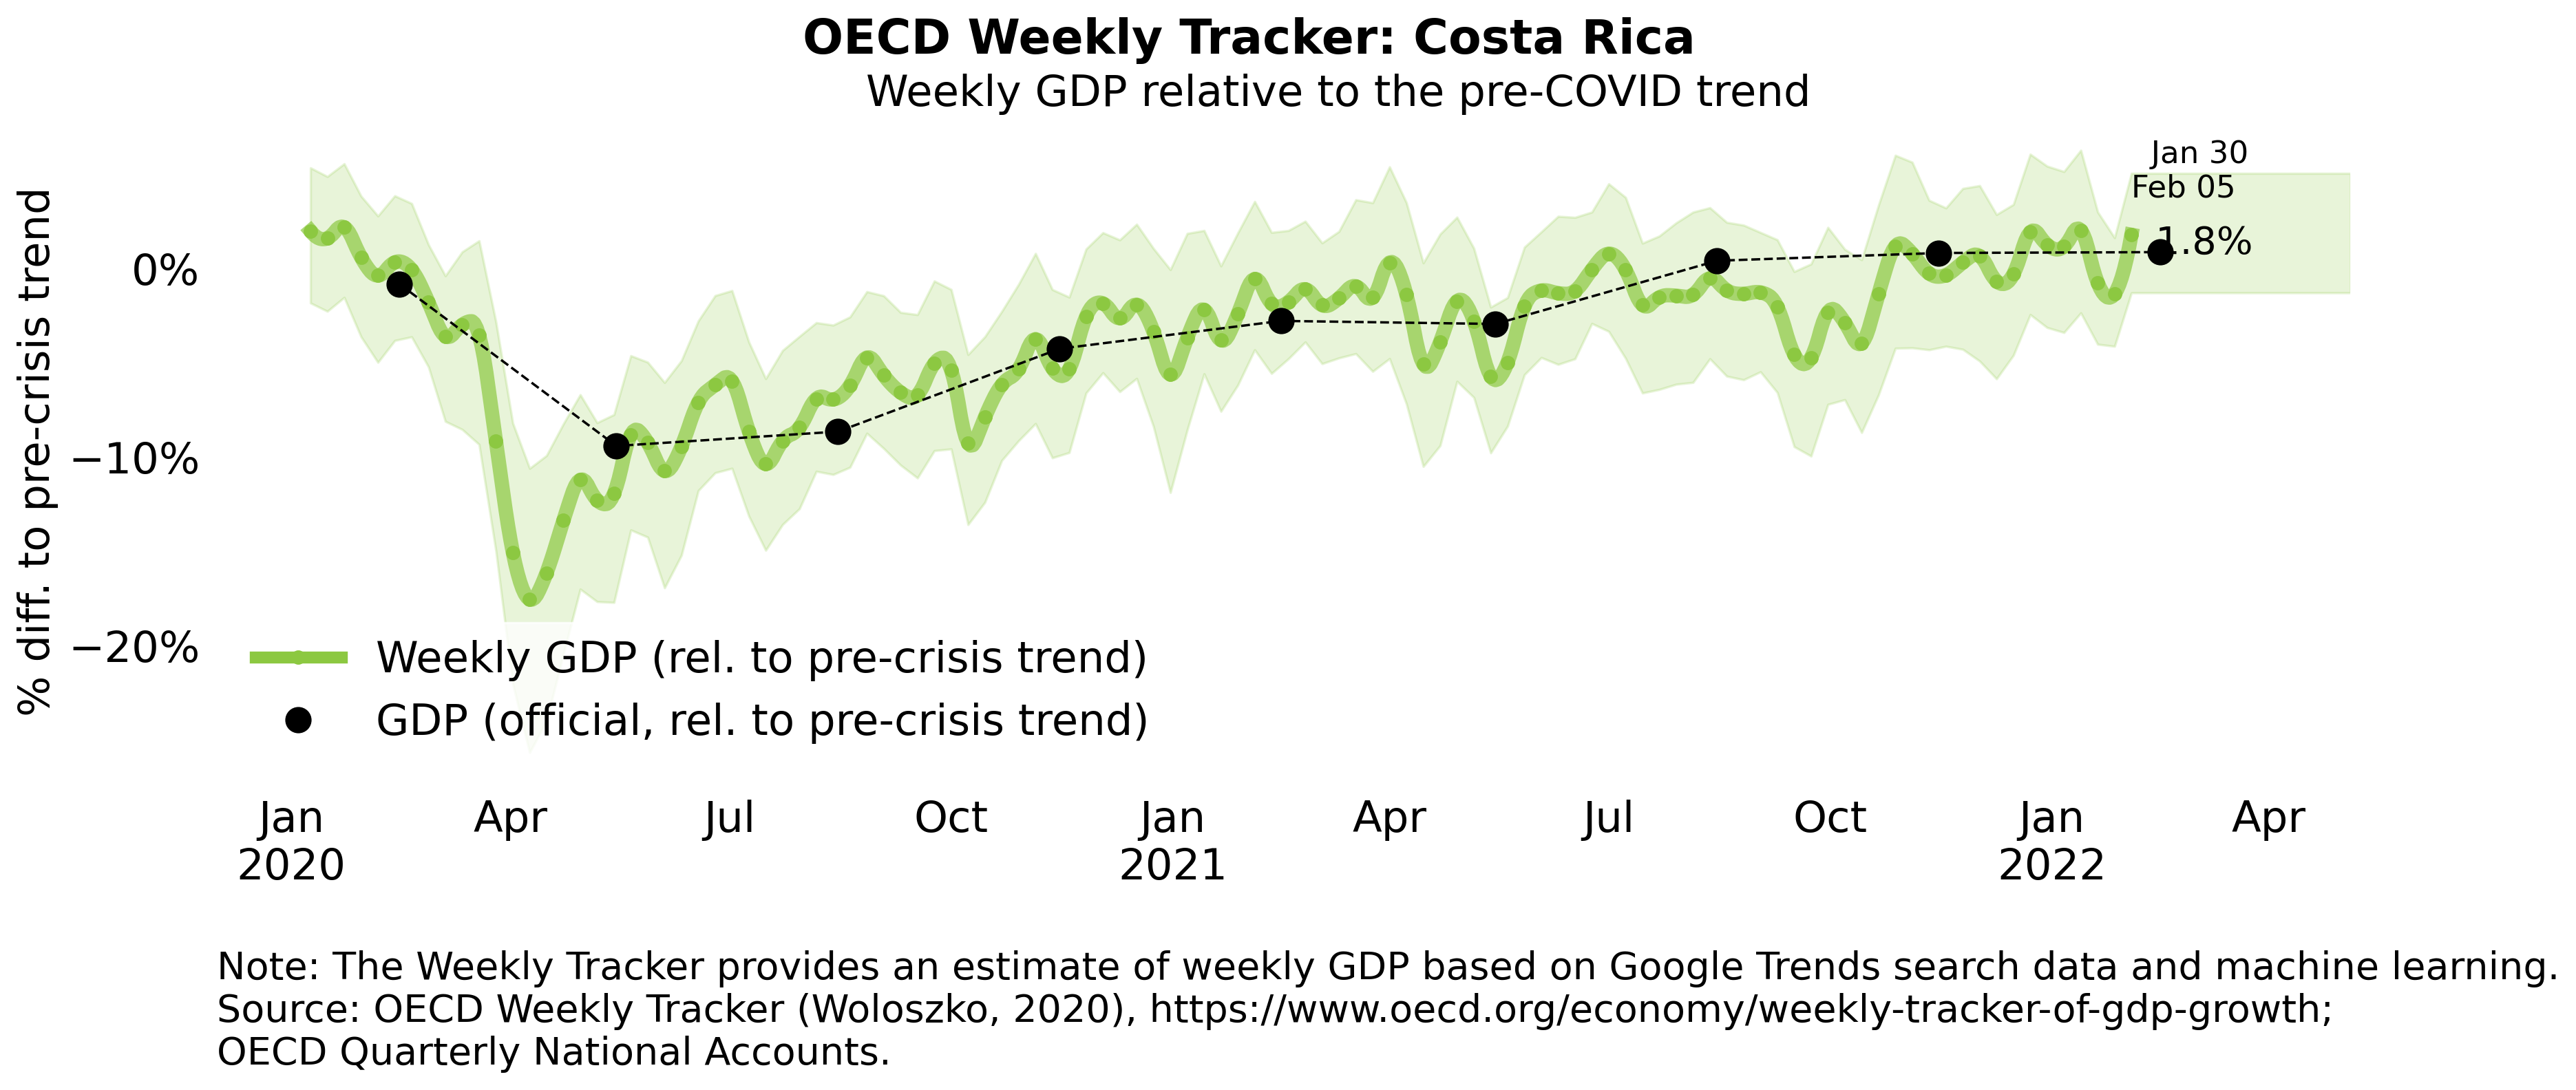 OECD Weekly Tracker: Costa Rica
Weekly GDP relative to the pre-COVID trend
Jan 30
Feb 05
1.8%
% diff. to pre-crisis trend
0%
−10%
−20%
Weekly GDP (rel. to pre-crisis trend)
GDP (official, rel. to pre-crisis trend)
Jan Apr Jul Oct Jan Apr Jul Oct Jan Apr
2020 2021 2022
Note: The Weekly Tracker provides an estimate of weekly GDP based on Google Trends search data and machine learning.
Source: OECD Weekly Tracker (Woloszko, 2020), https://www.oecd.org/economy/weekly-tracker-of-gdp-growth;
OECD Quarterly National Accounts.